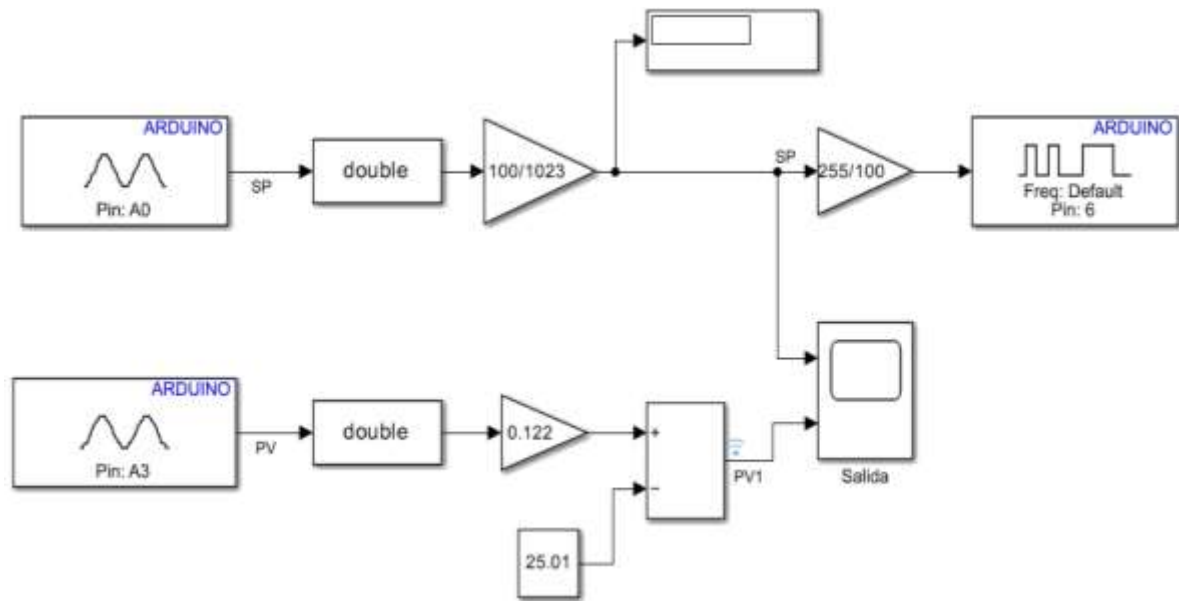 ARDUINO
Pin: A0
SP
double
100/1023
SP
255/100
ARDUINO
Freq: Default
Pin: 6
ARDUINO
Pin: A3
PV
double
0.122
+
−
PV1
Salida
25.01